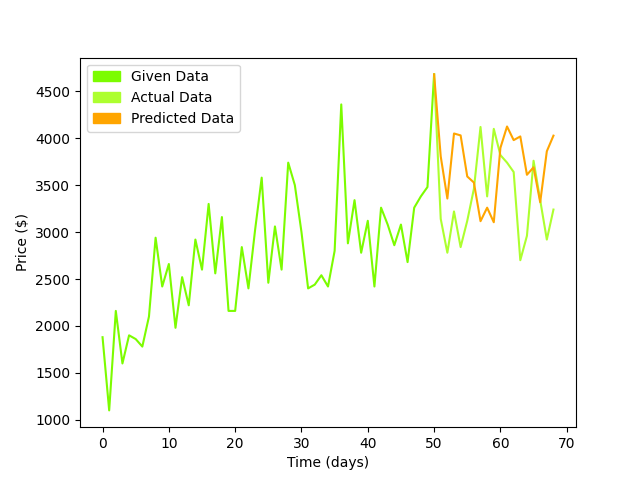 Given Data
Actual Data
Predicted Data
Price ($)
4500
4000
3500
3000
2500
2000
1500
1000
0 10 20 30 40 50 60 70
Time (days)